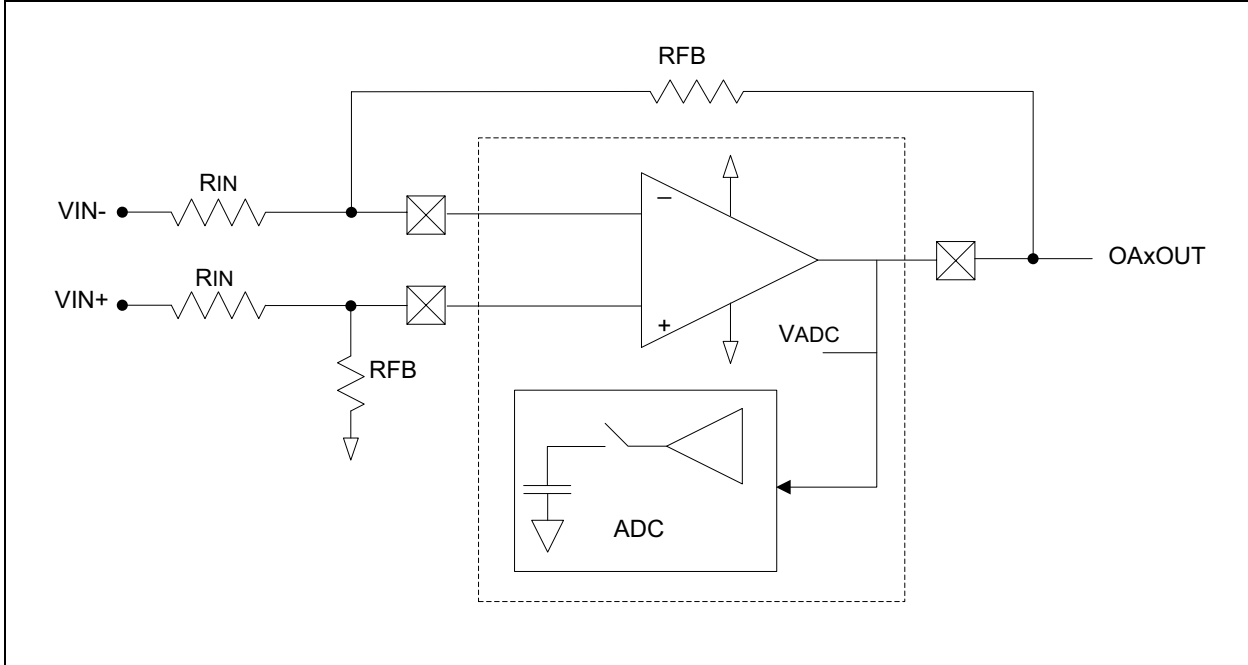 RFB
RIN
VIN-
RIN
VIN+
RFB
–
+
OAxOUT
VADC
ADC